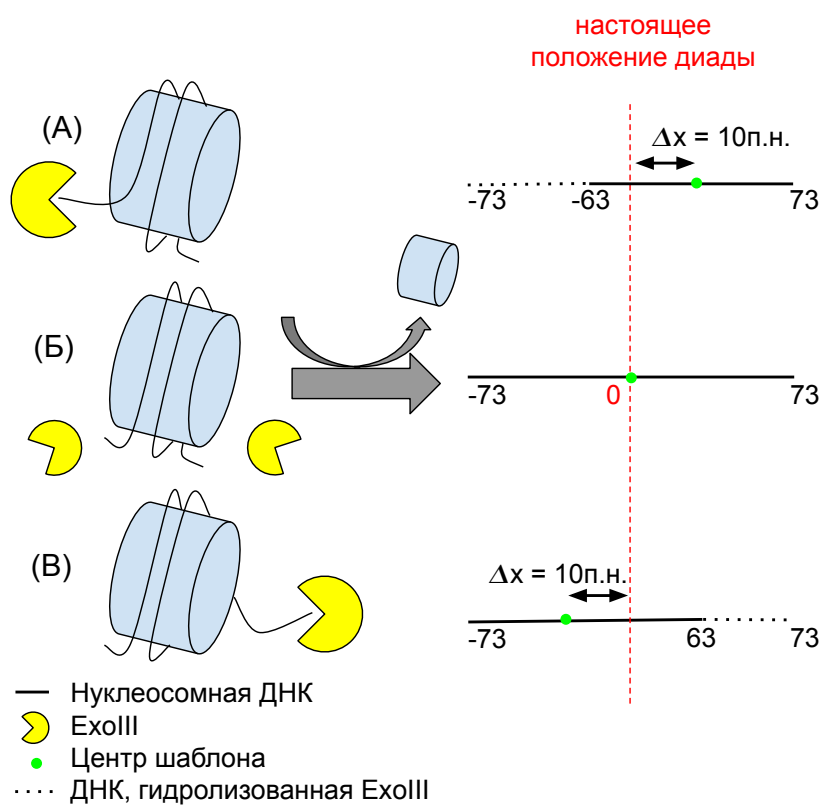 настоящее
положение диады
(А)
Δx = 10п.н.
-73 -63 73
(Б)
-73 0 73
(В)
Δx = 10п.н.
-73 63 73
Нуклеосомная ДНК
ExoIII
Центр шаблона
ДНК, гидролизованная ExoIII